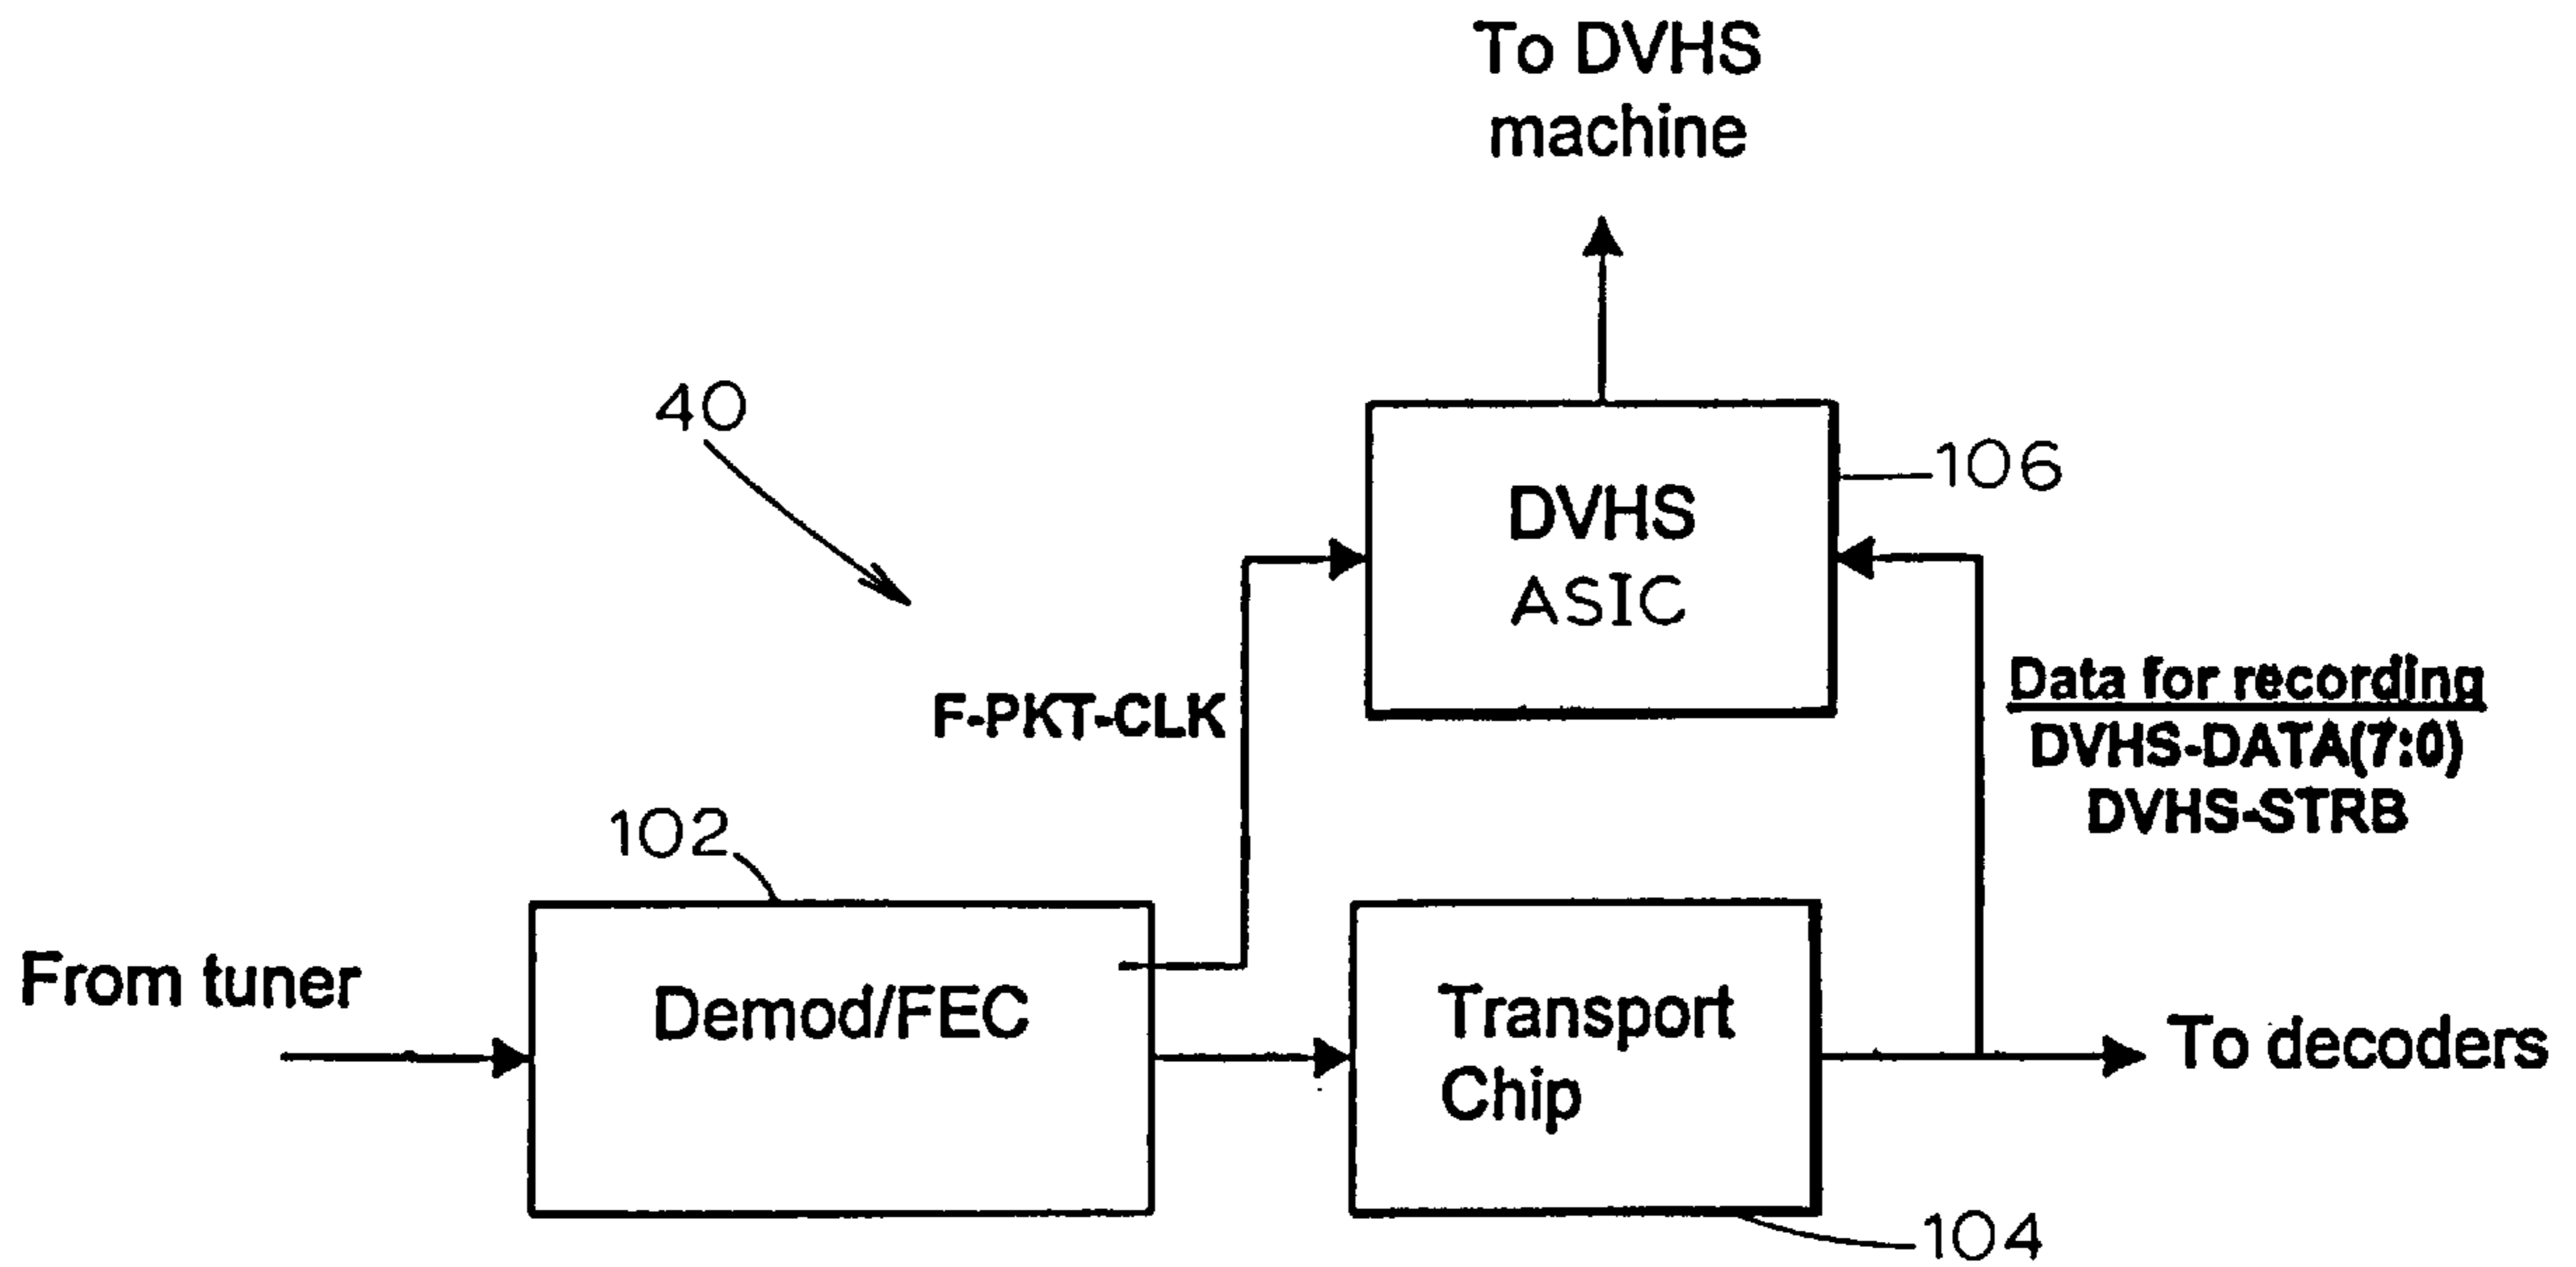 To DVHS
machine
40
106
DVHS
ASIC
F-PKT-CLK
Data for recording
DVHS-DATA(7:0)
DVHS-STRB
102
From tuner
Demod/FEC
Transport
Chip
To decoders
104